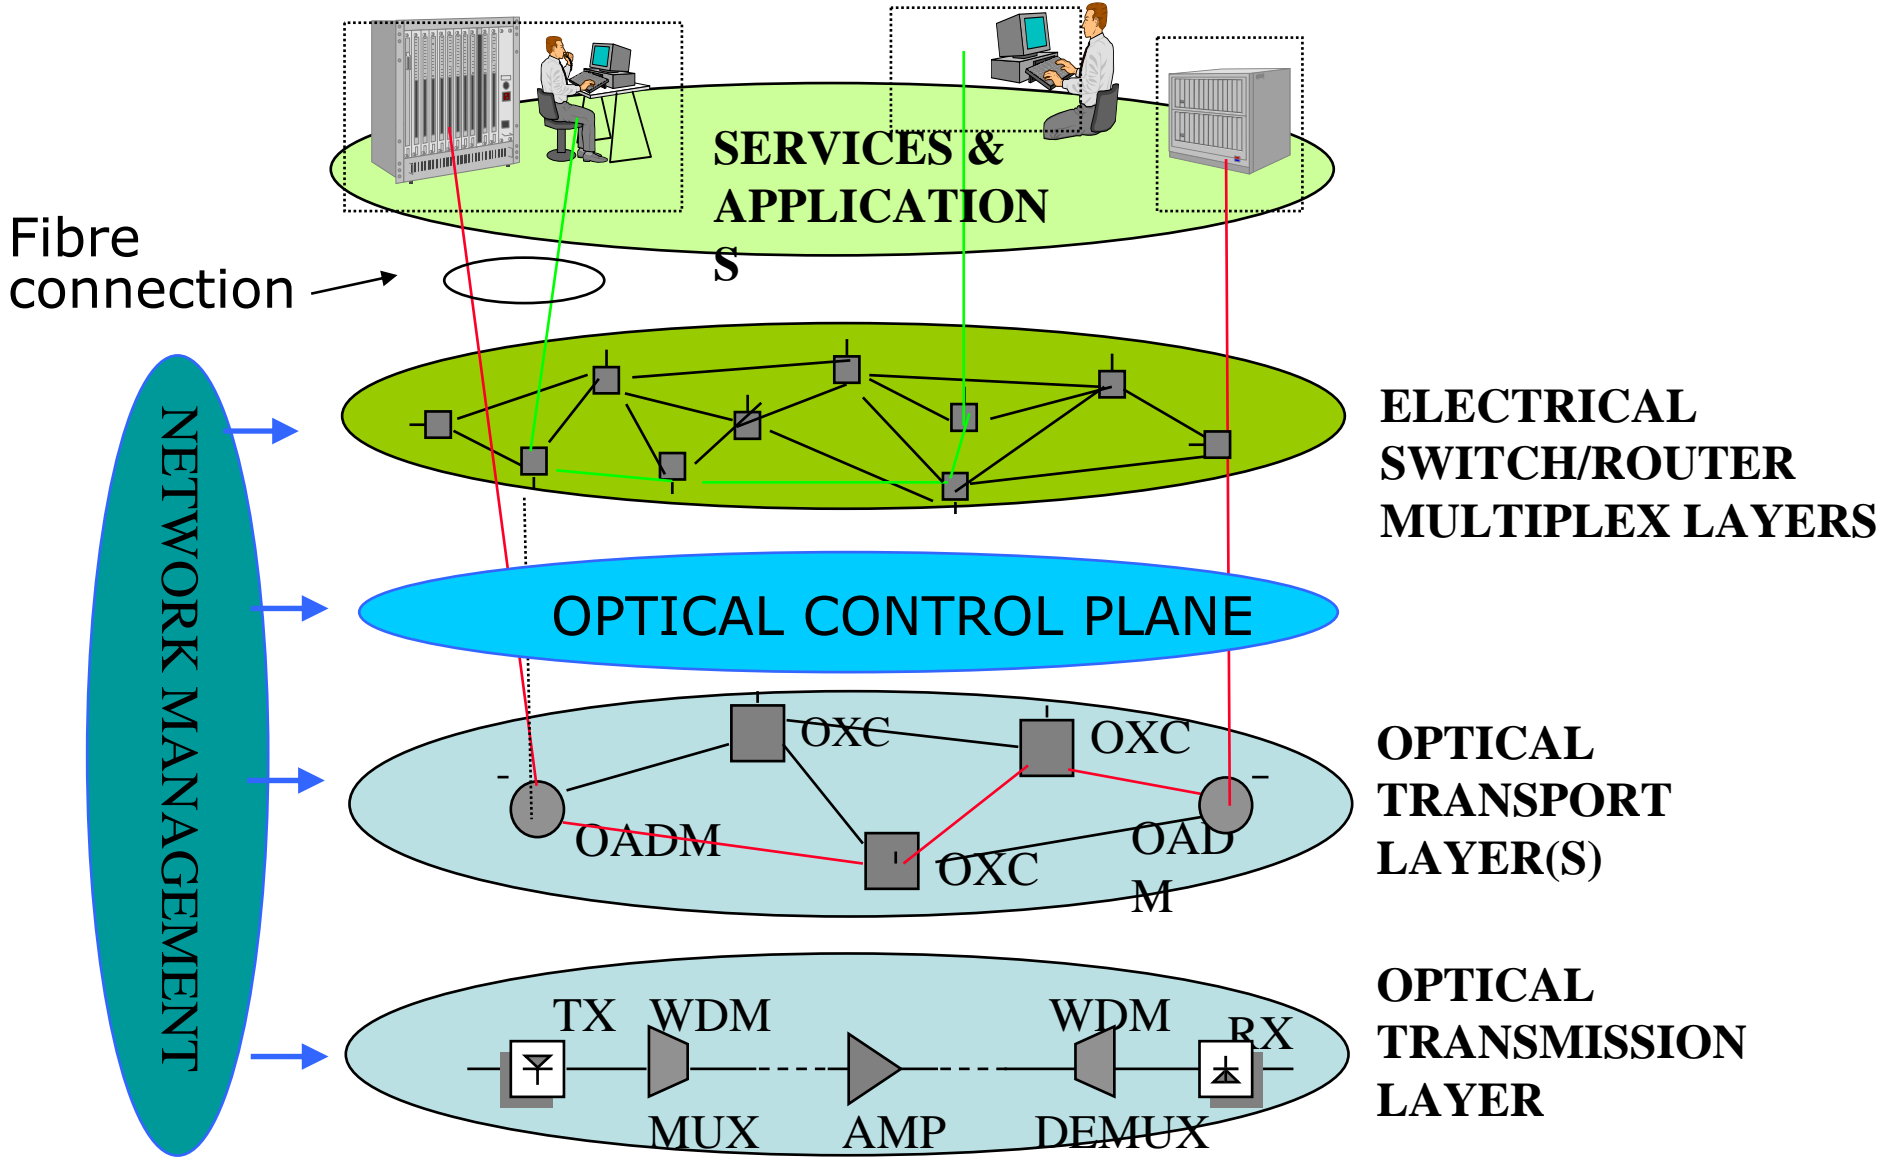 SERVICES &
APPLICATION
S
Fibre
connection
NETWORK MANAGEMENT
ELECTRICAL
SWITCH/ROUTER
MULTIPLEX LAYERS
OPTICAL CONTROL PLANE
OXC
OXC
OADM
OXC
OAD
M
OPTICAL
TRANSPORT
LAYER(S)
TX
WDM
WDM
RX
MUX
AMP
DEMUX
OPTICAL
TRANSMISSION
LAYER